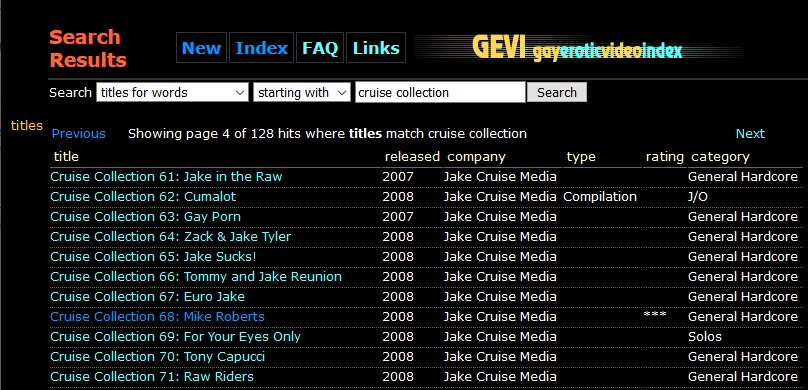 Search Results
New Index FAQ Links
GEVI gayeroticvideoindex
Search titles for words starting with cruise collection Search
titles
Previous Showing page 4 of 128 hits where titles match cruise collection Next
title released company type rating category
Cruise Collection 61: Jake in the Raw 2007 Jake Cruise Media General Hardcore
Cruise Collection 62: Cumalot 2008 Jake Cruise Media Compilation J/O
Cruise Collection 63: Gay Porn 2007 Jake Cruise Media General Hardcore
Cruise Collection 64: Zack & Jake Tyler 2008 Jake Cruise Media General Hardcore
Cruise Collection 65: Jake Sucks! 2008 Jake Cruise Media General Hardcore
Cruise Collection 66: Tommy and Jake Reunion 2008 Jake Cruise Media General Hardcore
Cruise Collection 67: Euro Jake 2008 Jake Cruise Media General Hardcore
Cruise Collection 68: Mike Roberts 2008 Jake Cruise Media *** General Hardcore
Cruise Collection 69: For Your Eyes Only 2008 Jake Cruise Media Solos
Cruise Collection 70: Tony Capucci 2008 Jake Cruise Media General Hardcore
Cruise Collection 71: Raw Riders 2008 Jake Cruise Media General Hardcore